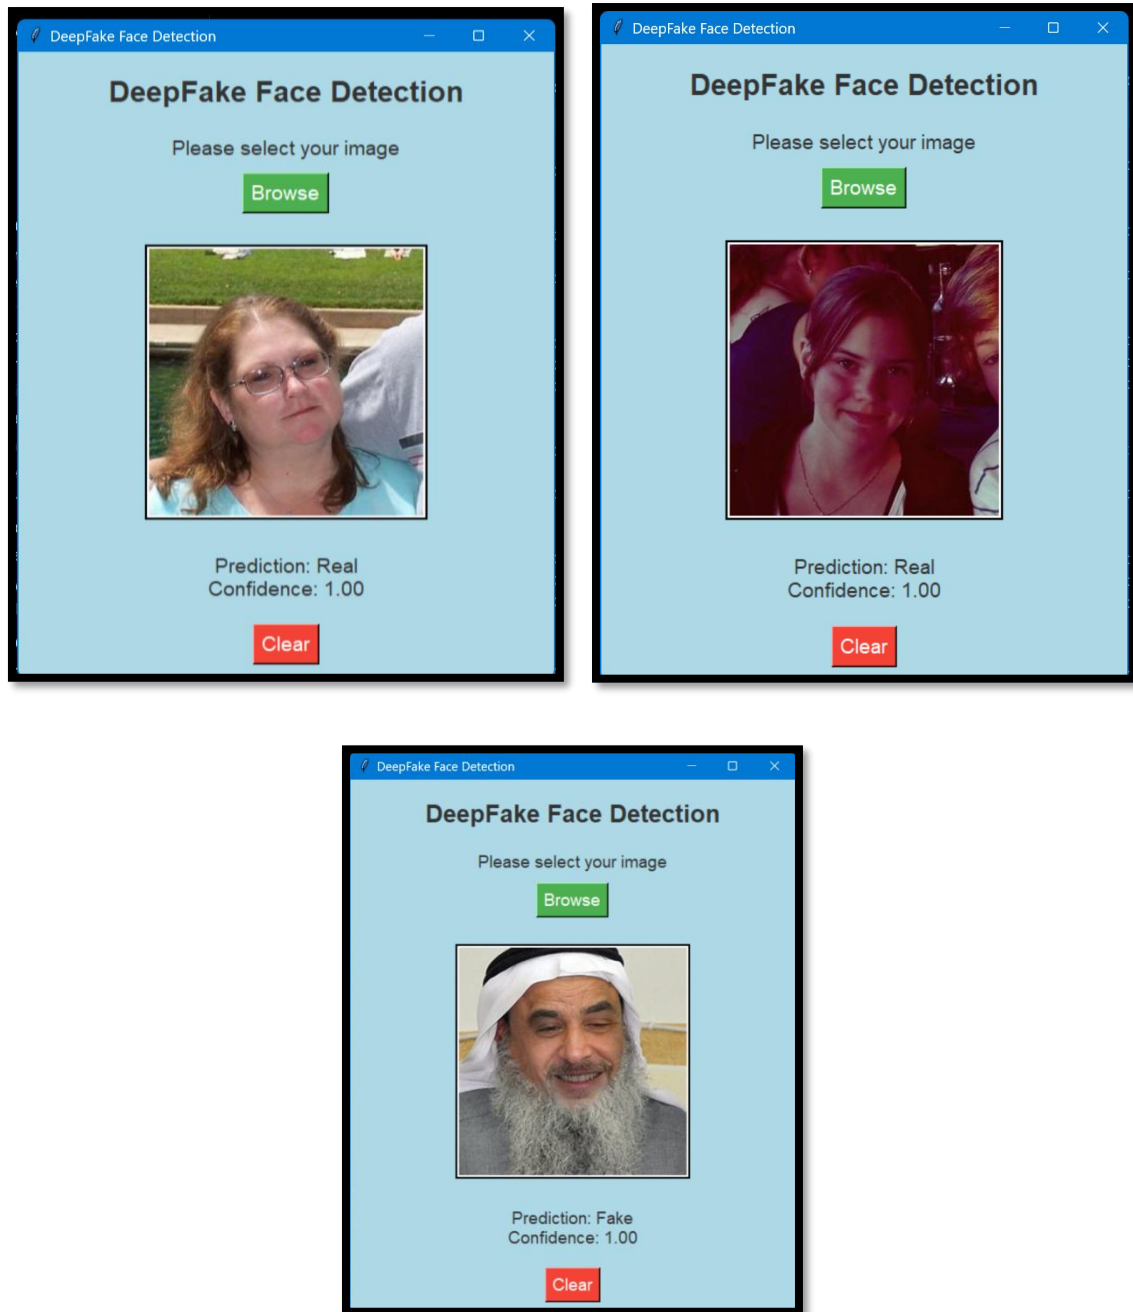 DeepFake Face Detection
DeepFake Face Detection
Please select your image
Browse
Prediction: Real
Confidence: 1.00
Clear
DeepFake Face Detection
DeepFake Face Detection
Please select your image
Browse
Prediction: Real
Confidence: 1.00
Clear
DeepFake Face Detection
DeepFake Face Detection
Please select your image
Browse
Prediction: Fake
Confidence: 1.00
Clear